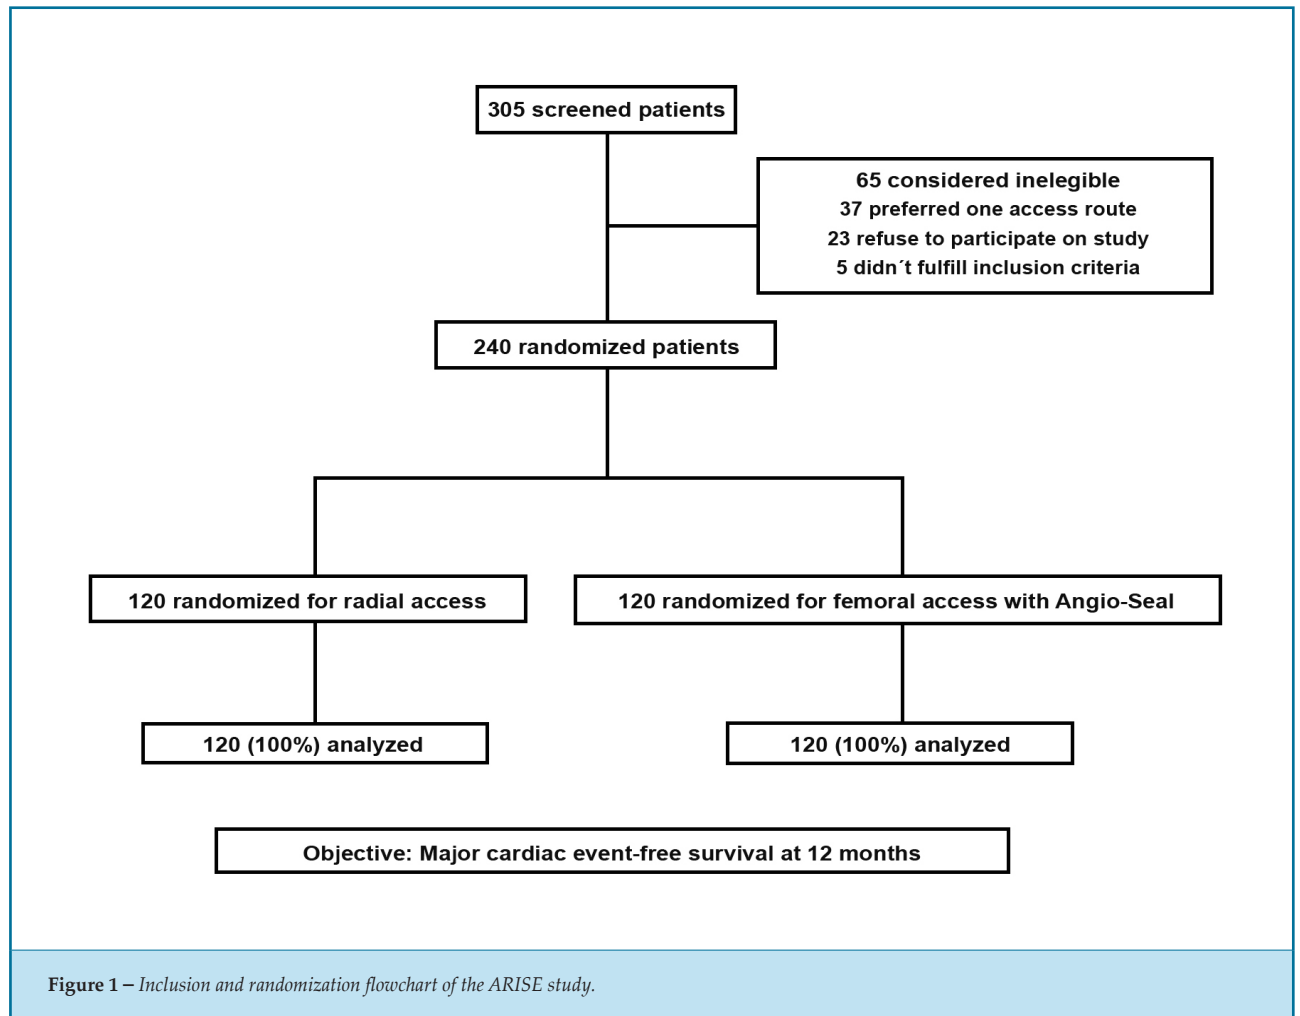 305 screened patients
65 considered inelegible
37 preferred one access route
23 refuse to participate on study
5 didn´t fulfill inclusion criteria
240 randomized patients
120 randomized for radial access
120 randomized for femoral access with Angio-Seal
120 (100%) analyzed
120 (100%) analyzed
Objective: Major cardiac event-free survival at 12 months
Figure 1 – Inclusion and randomization flowchart of the ARISE study.